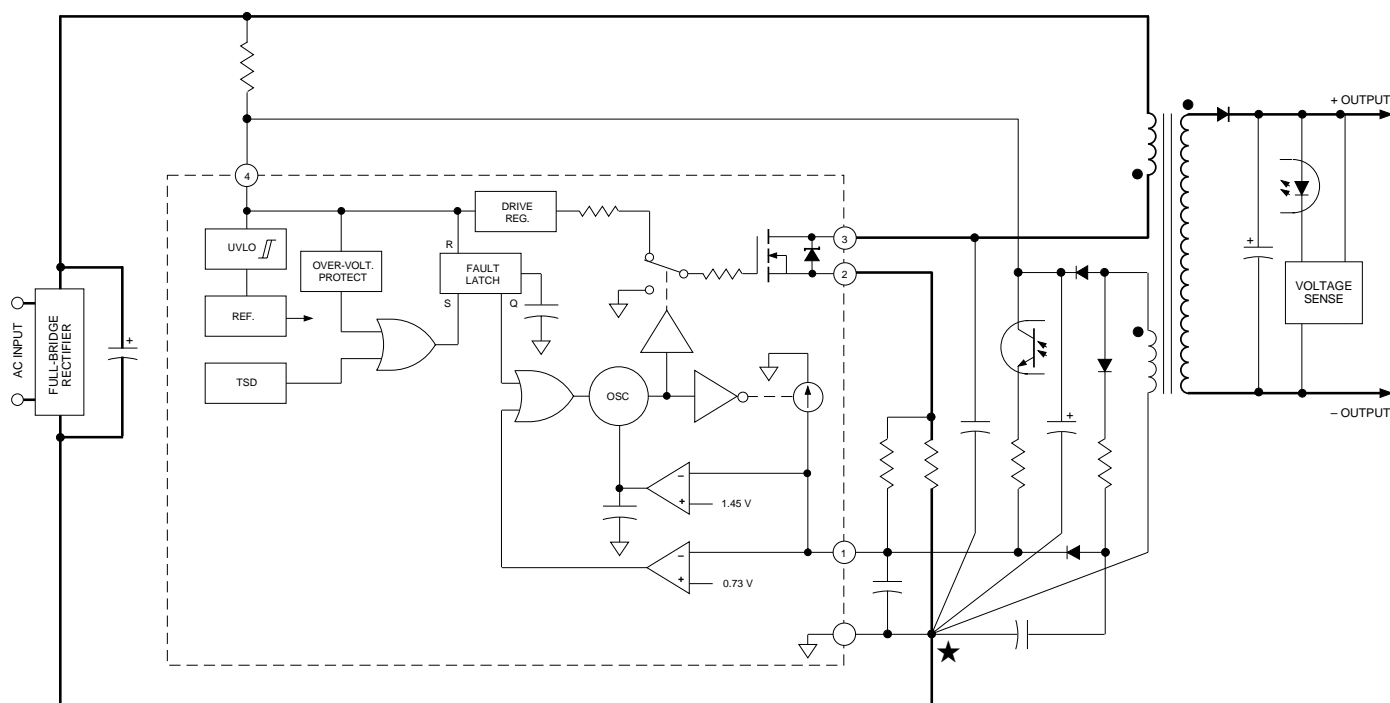 + OUTPUT
4
DRIVE
REG.
R
3
UVLO
OVER-VOLT.
PROTECT
FAULT
LATCH
2
+
VOLTAGE
SENSE
S
Q
REF.
AC INPUT
FULL-BRIDGE
RECTIFIER
+
TSD
OSC
– OUTPUT
+
–
+
1.45 V
1
–
+
0.73 V
★